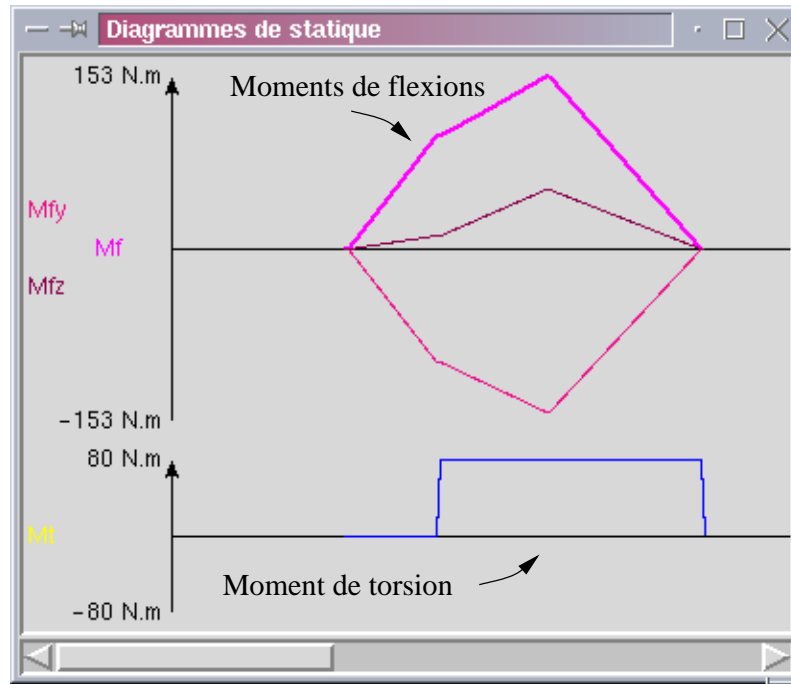 Diagrammes de statique
153 N.m
Moments de flexions
Mfy
Mf
Mfz
-153 N.m
80 N.m
Mt
Moment de torsion
-80 N.m